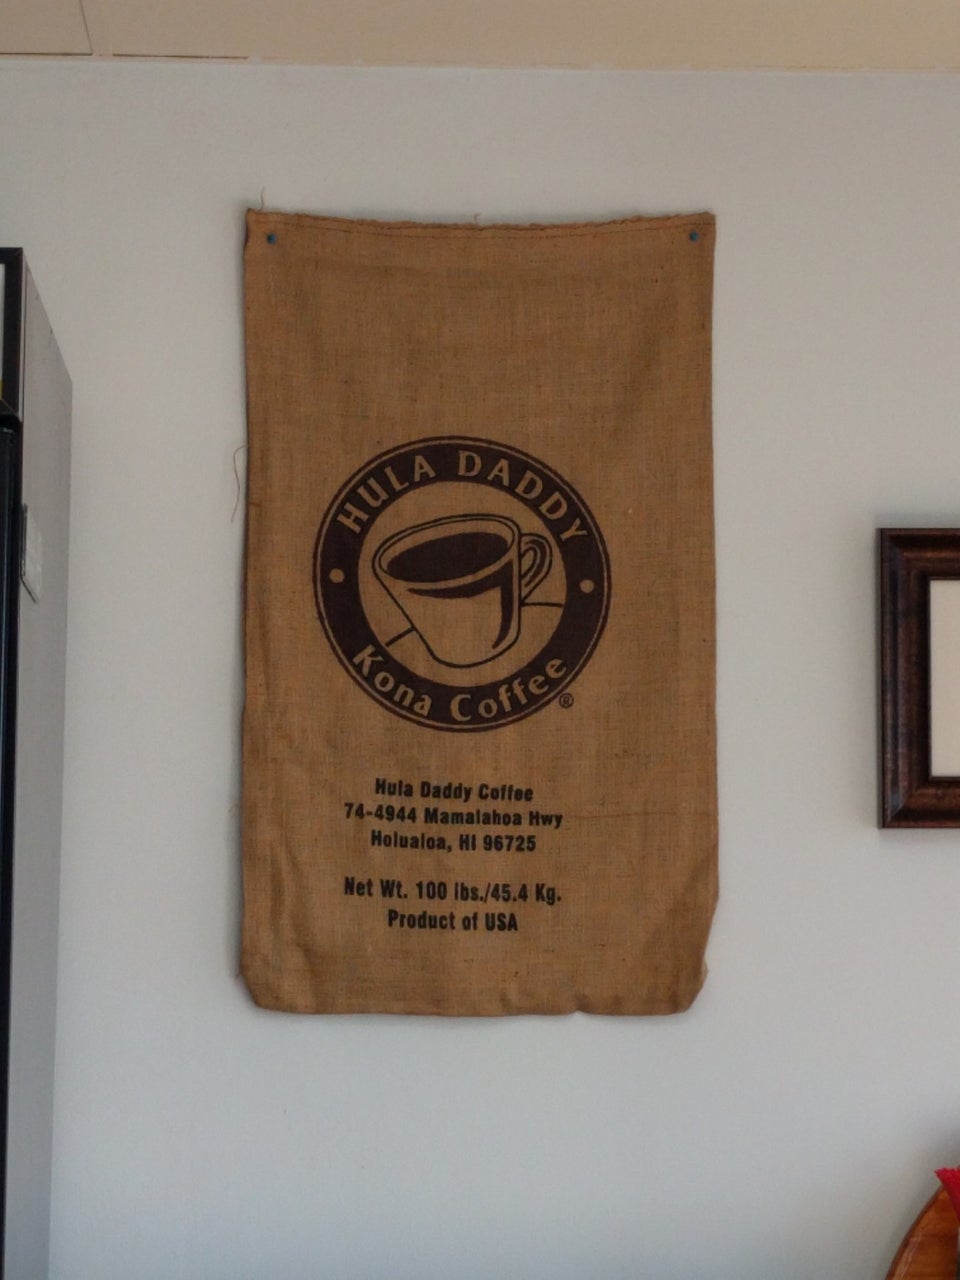 HULA DADDY
Kona Coffee
®
Hula Daddy Coffee
74-4944 Mamalahoa Hwy
Holualoa, HI 96725
Net Wt. 100 lbs./45.4 Kg.
Product of USA